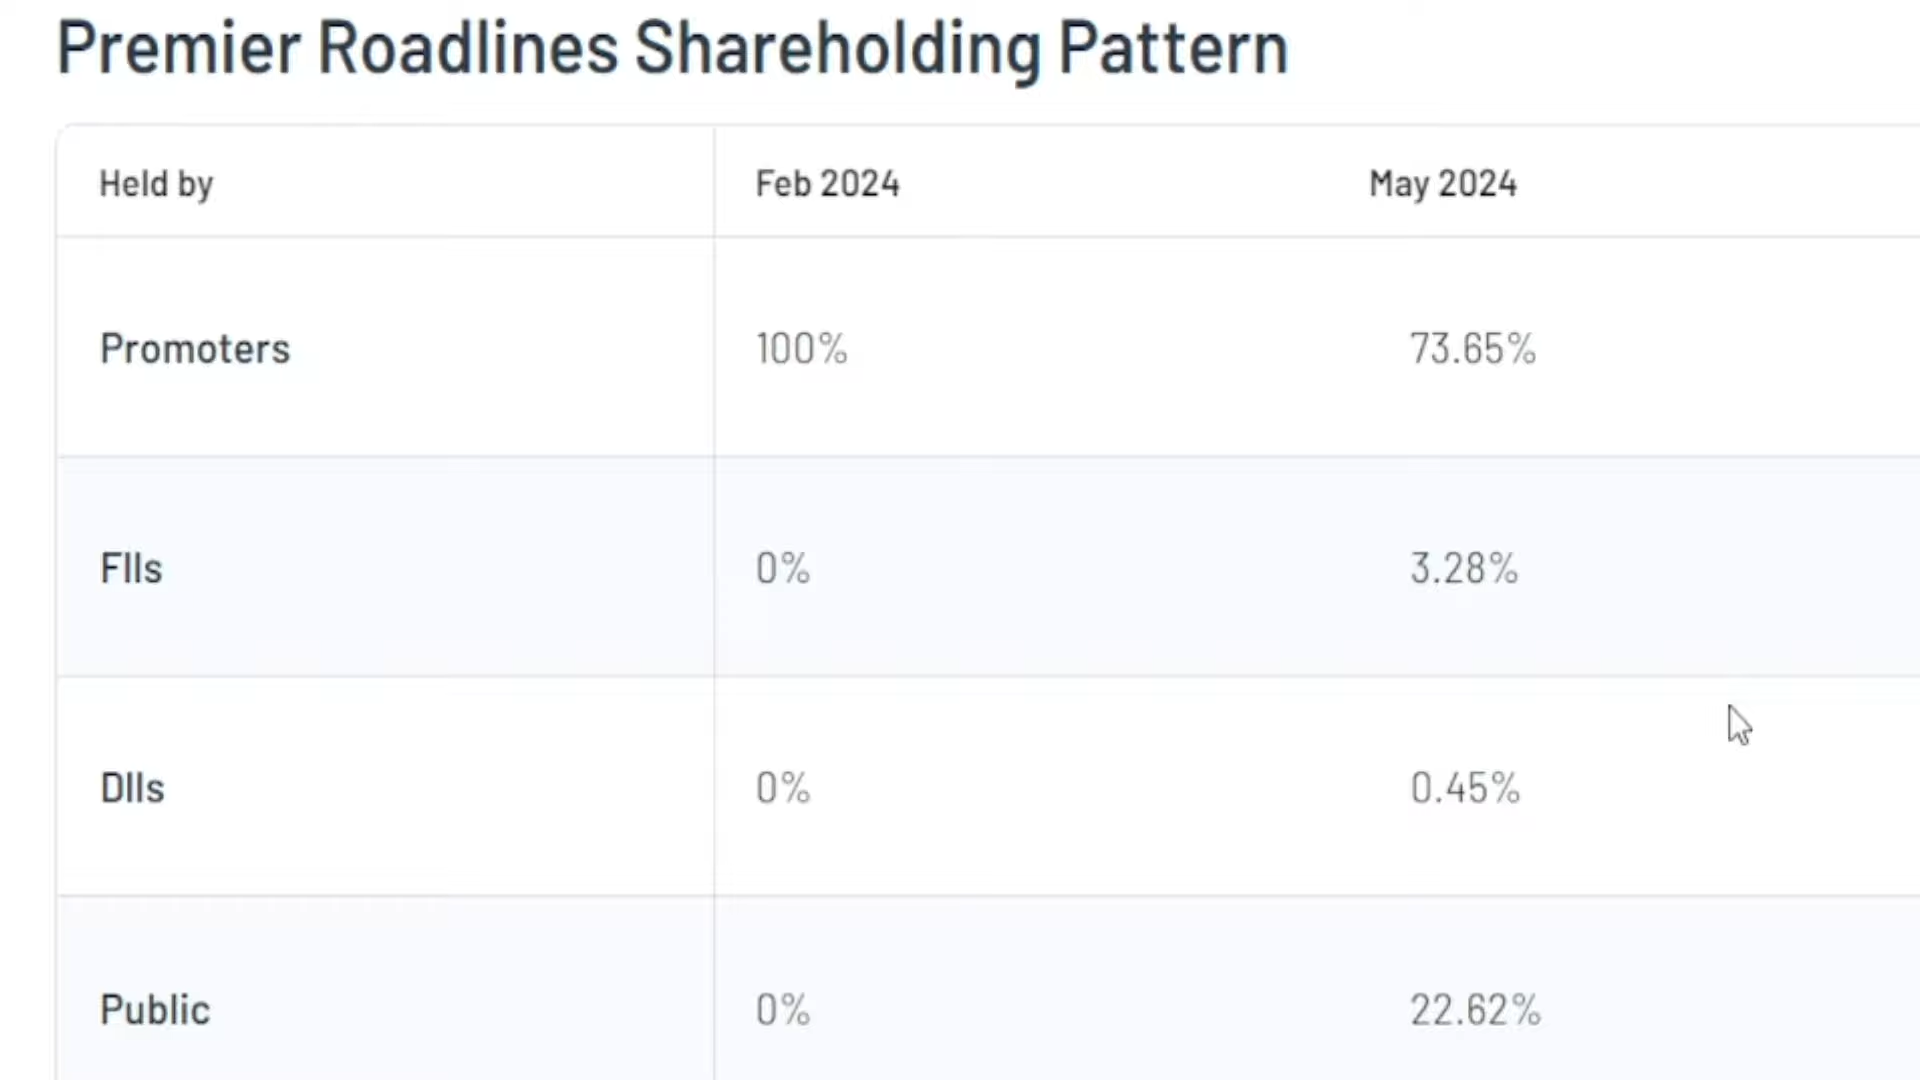 Premier Roadlines Shareholding Pattern
Held by Feb 2024 May 2024
Promoters 100% 73.65%
FIIs 0% 3.28%
DIIs 0% 0.45%
Public 0% 22.62%